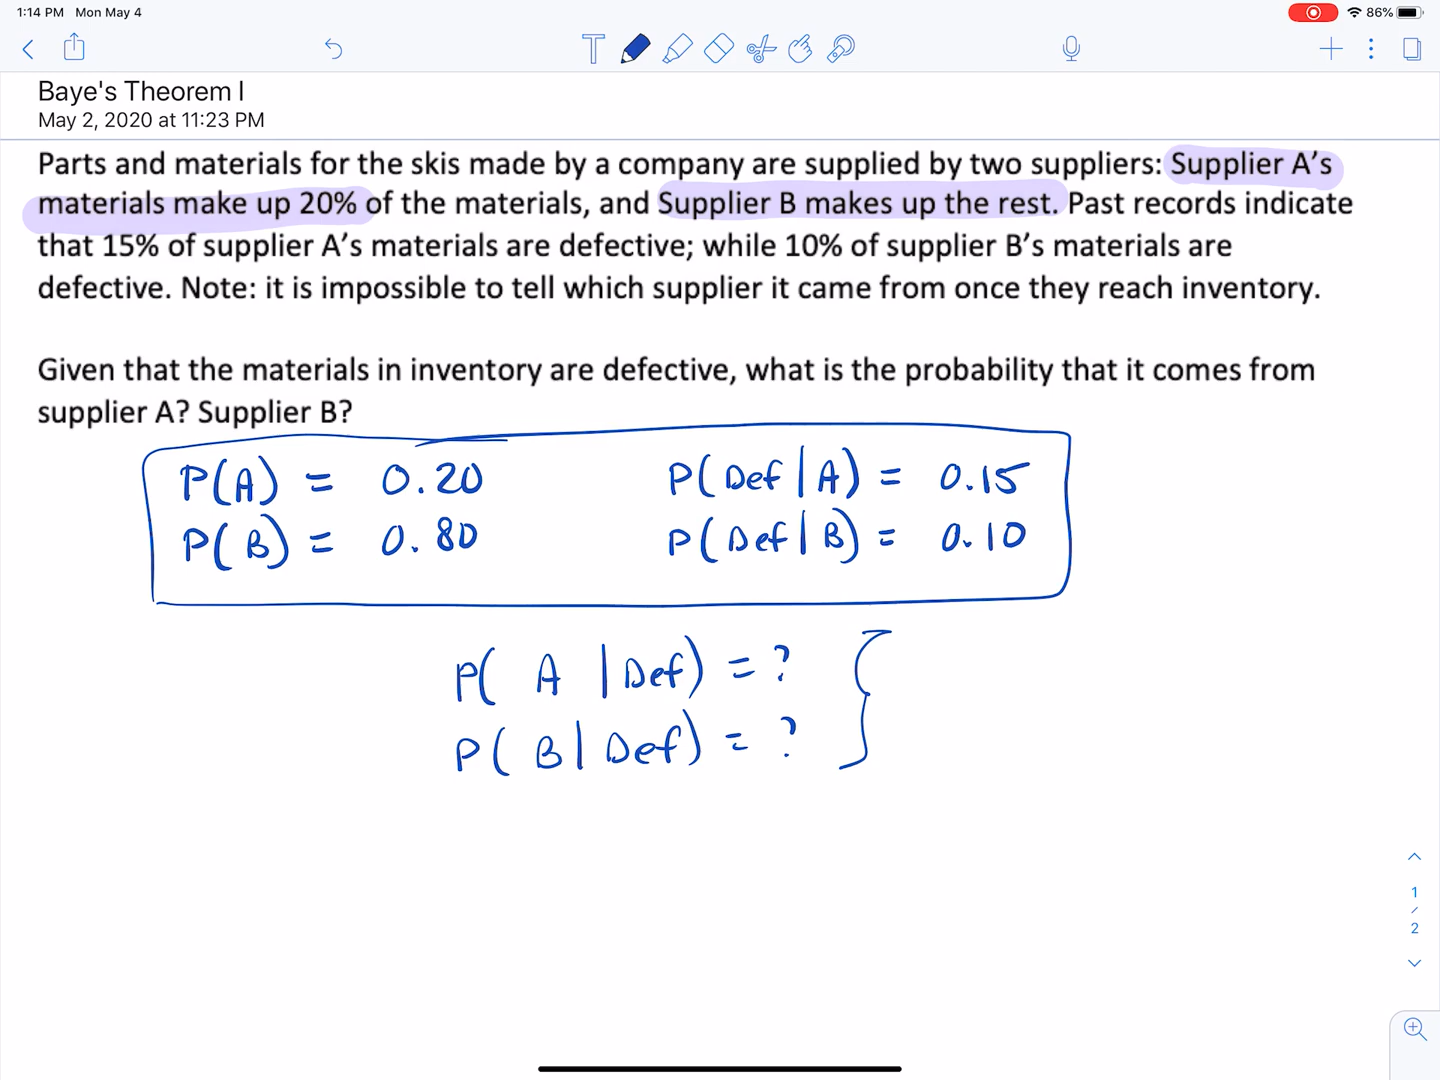 1:14 PM Mon May 4
86%
T
Baye's Theorem I
May 2, 2020 at 11:23 PM
Parts and materials for the skis made by a company are supplied by two suppliers: Supplier A’s
materials make up 20% of the materials, and Supplier B makes up the rest. Past records indicate
that 15% of supplier A’s materials are defective; while 10% of supplier B’s materials are
defective. Note: it is impossible to tell which supplier it came from once they reach inventory.
Given that the materials in inventory are defective, what is the probability that it comes from
supplier A? Supplier B?
P(A) = 0.20 P(Def|A) = 0.15
P(B) = 0.80 P(Def|B) = 0.10
P(A|Def) = ?
P(B|Def) = ?
1
/
2